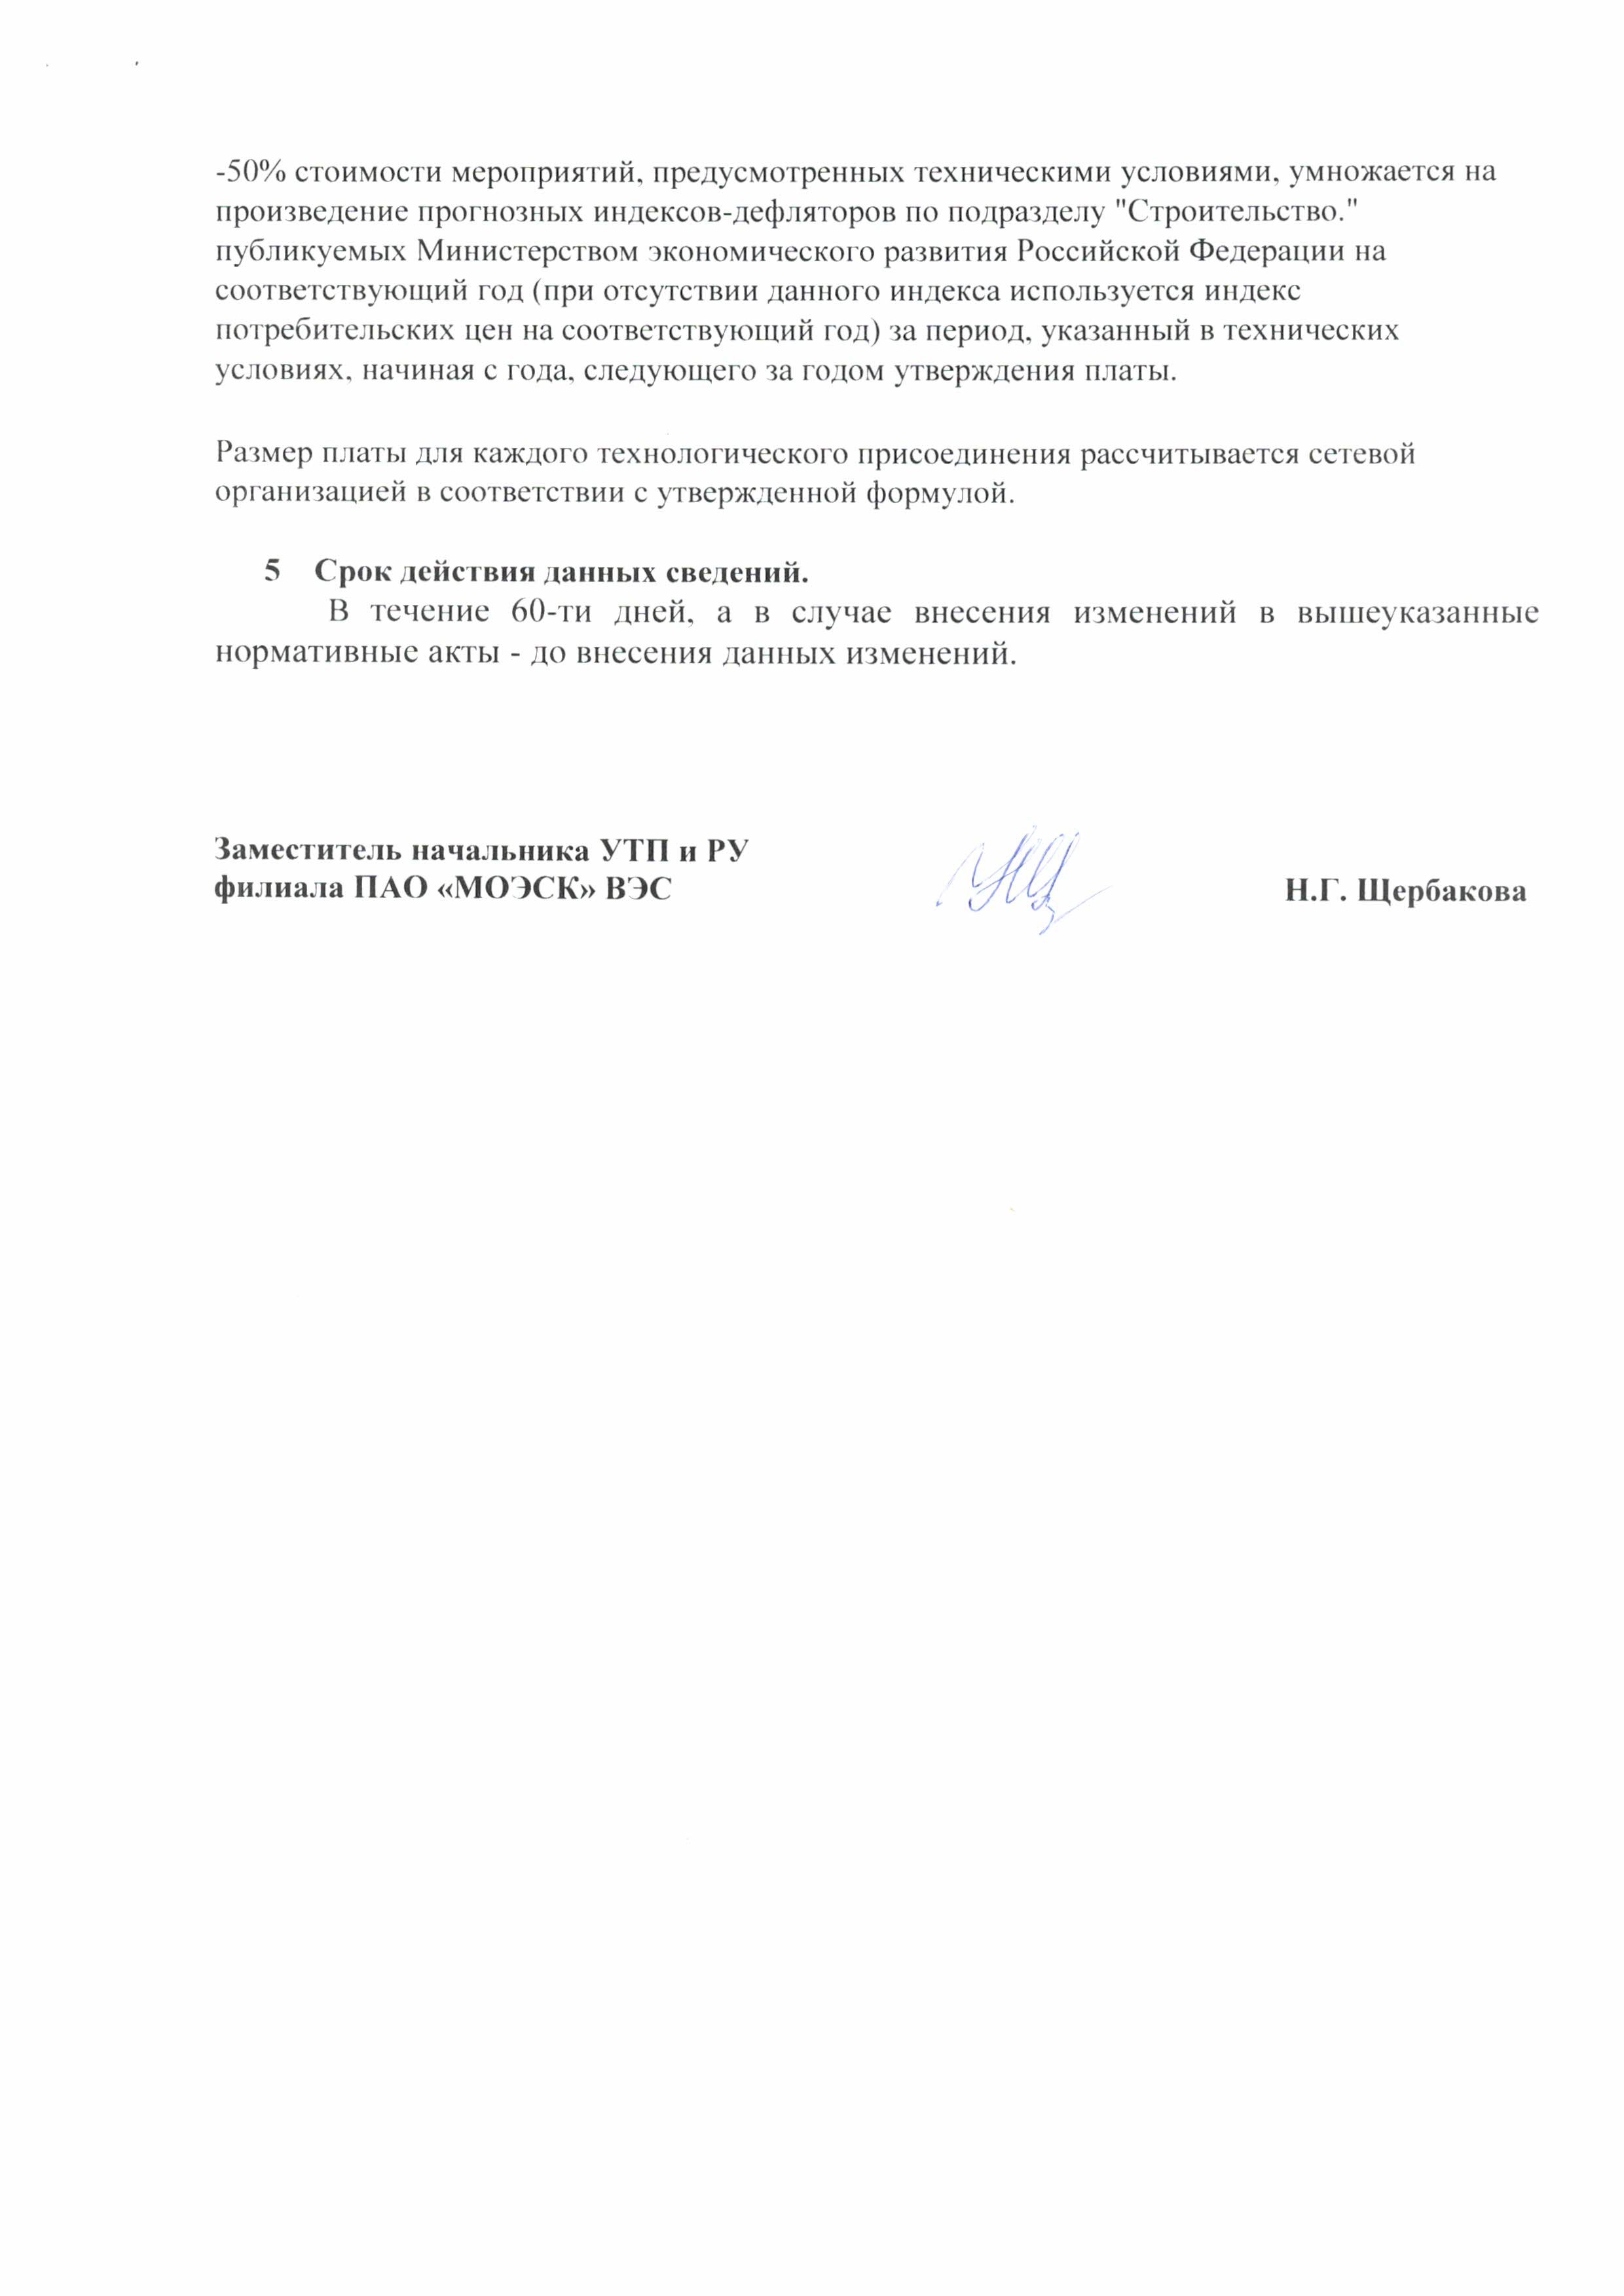 -50% стоимости мероприятий, предусмотренных техническими условиями, умножается на
произведение прогнозных индексов-дефляторов по подразделу "Строительство."
публикуемых Министерством экономического развития Российской Федерации на
соответствующий год (при отсутствии данного индекса используется индекс
потребительских цен на соответствующий год) за период, указанный в технических
условиях, начиная с года, следующего за годом утверждения платы.
Размер платы для каждого технологического присоединения рассчитывается сетевой
организацией в соответствии с утвержденной формулой.
5 Срок действия данных сведений.
В течение 60-ти дней, а в случае внесения изменений в вышеуказанные
нормативные акты - до внесения данных изменений.
Заместитель начальника УТП и РУ
филиала ПАО «МОЭСК» ВЭС
Н.Г. Щербакова